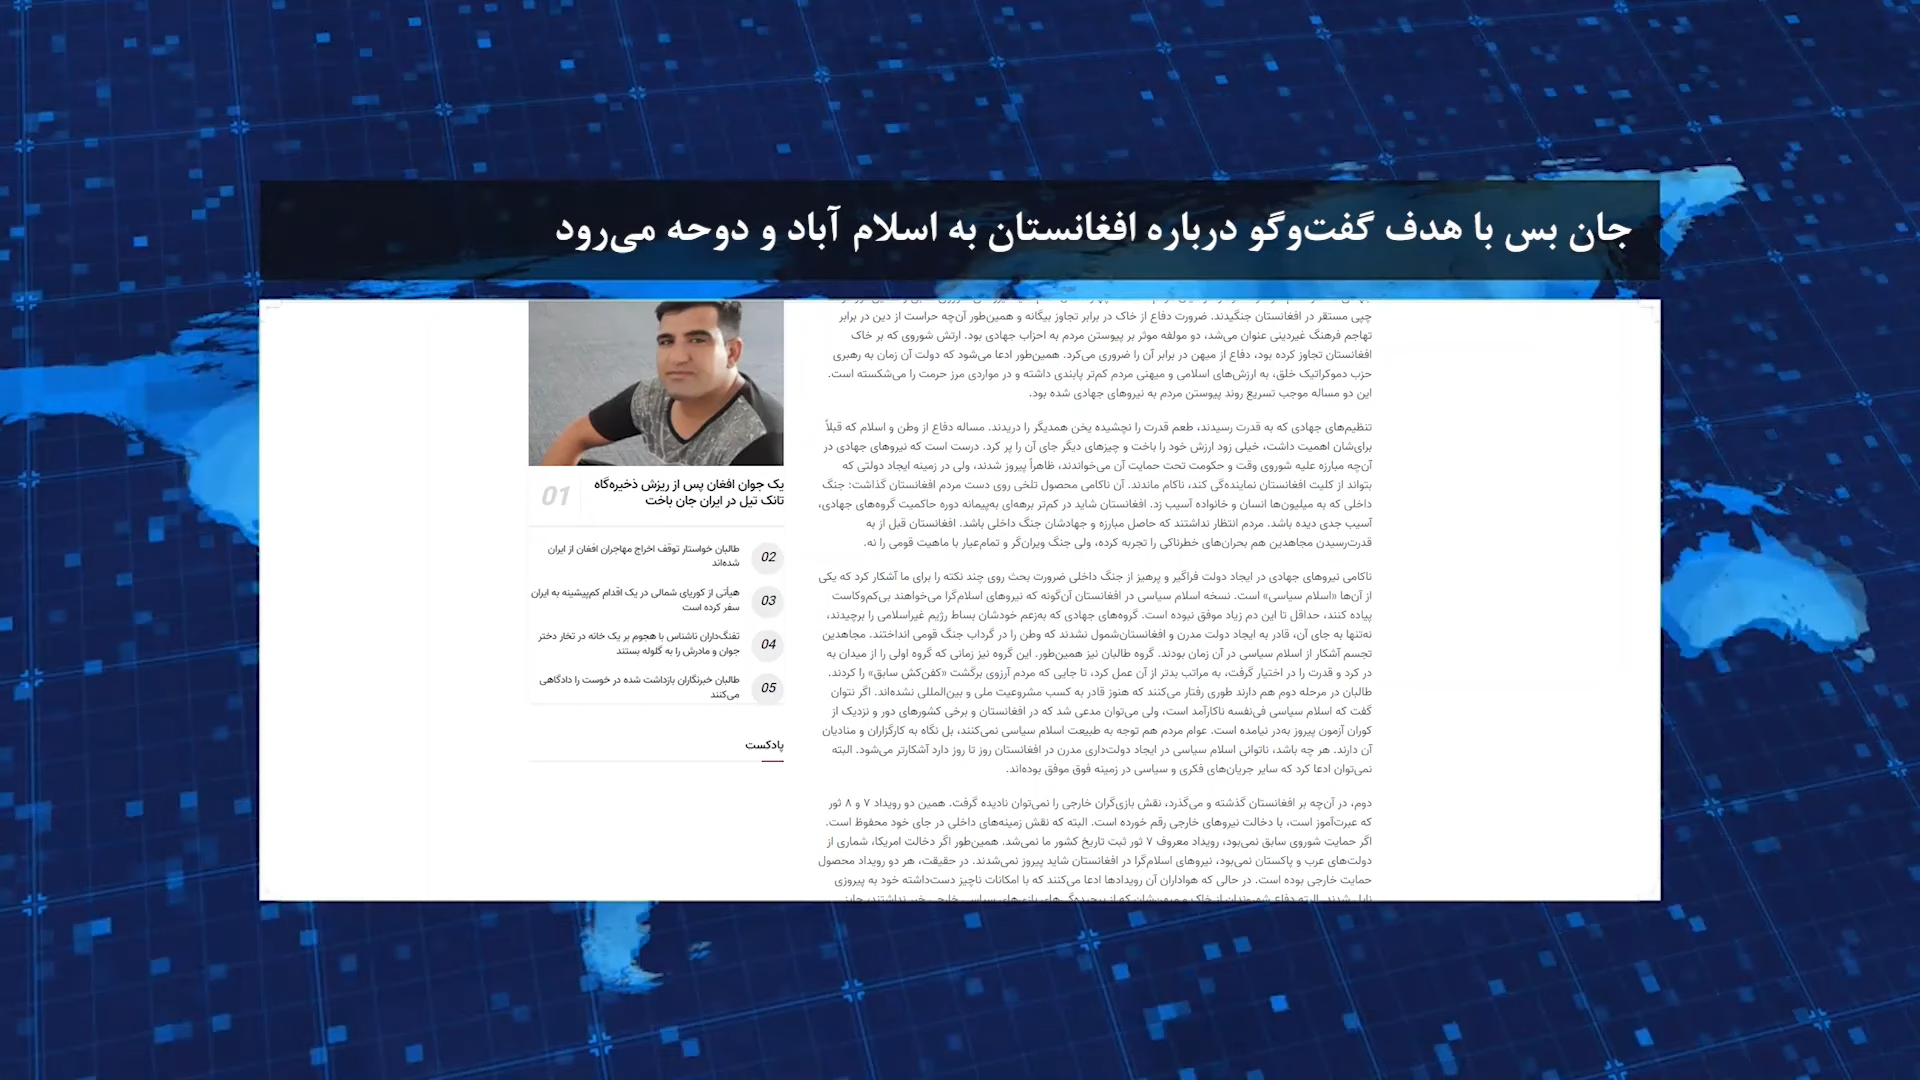 جان بس با هدف گفت‌وگو درباره افغانستان به اسلام آباد و دوحه می‌رود
چپی مستقر در افغانستان جنگیدند. ضرورت دفاع از خاک در برابر تجاوز بیگانه و همین‌طور آن‌چه حراست از دین در برابر
تهاجم فرهنگ غیردینی عنوان می‌شد، دو مولفه موثر بر پیوستن مردم به احزاب جهادی بود. ارتش شوروی که بر خاک
افغانستان تجاوز کرده بود، دفاع از میهن در برابر آن را ضروری می‌کرد. همین‌طور ادعا می‌شود که دولت آن زمان به رهبری
حزب دموکراتیک خلق، به ارزش‌های اسلامی و میهنی مردم کم‌تر پابندی داشته و در مواردی مرز حرمت را می‌شکسته است.
این دو مساله موجب تسریع روند پیوستن مردم به نیروهای جهادی شده بود.
تنظیم‌های جهادی که به قدرت رسیدند، طعم قدرت را نچشیده یخن همدیگر را دریدند. مساله دفاع از وطن و اسلام که قبلاً
برای‌شان اهمیت داشت، خیلی زود ارزش خود را باخت و چیزهای دیگر جای آن را پر کرد. درست است که نیروهای جهادی در
آن‌چه مبارزه علیه شوروی وقت و حکومت تحت حمایت آن می‌خواندند، ظاهراً پیروز شدند، ولی در زمینه ایجاد دولتی که
بتواند از کلیت افغانستان نماینده‌گی کند، ناکام ماندند. آن ناکامی محصول تلخی روی دست مردم افغانستان گذاشت: جنگ
داخلی که به میلیون‌ها انسان و خانواده آسیب زد. افغانستان شاید در کم‌تر برهه‌ای به‌پیمانه دوره حاکمیت گروه‌های جهادی،
آسیب جدی دیده باشد. مردم انتظار نداشتند که حاصل مبارزه و جهادشان جنگ داخلی باشد. افغانستان قبل از به
قدرت‌رسیدن مجاهدین هم بحران‌های خطرناکی را تجربه کرده، ولی جنگ ویران‌گر و تمام‌عیار با ماهیت قومی را نه.
ناکامی نیروهای جهادی در ایجاد دولت فراگیر و پرهیز از جنگ داخلی ضرورت بحث روی چند نکته را برای ما آشکار کرد که یکی
از آن‌ها «اسلام سیاسی» است. نسخه اسلام سیاسی در افغانستان آن‌گونه که نیروهای اسلام‌گرا می‌خواهند بی‌کم‌وکاست
پیاده کنند، حداقل تا این دم زیاد موفق نبوده است. گروه‌های جهادی که به‌زعم خودشان بساط رژیم غیراسلامی را برچیدند،
نه‌تنها به جای آن، قادر به ایجاد دولت مدرن و افغانستان‌شمول نشدند که وطن را در گرداب جنگ قومی انداختند. مجاهدین
تجسم آشکار از اسلام سیاسی در آن زمان بودند. گروه طالبان نیز همین‌طور. این گروه نیز زمانی که گروه اولی را از میدان به
در کرد و قدرت را در اختیار گرفت، به مراتب بدتر از آن عمل کرد، تا جایی که مردم آرزوی برگشت «کفن‌کش سابق» را کردند.
طالبان در مرحله دوم هم دارند طوری رفتار می‌کنند که هنوز قادر به کسب مشروعیت ملی و بین‌المللی نشده‌اند. اگر نتوان
گفت که اسلام سیاسی فی‌نفسه ناکارآمد است، ولی می‌توان مدعی شد که در افغانستان و برخی کشورهای دور و نزدیک از
کوران آزمون پیروز به‌در نیامده است. عوام مردم هم توجه به طبیعت اسلام سیاسی نمی‌کنند، بل نگاه به کارگزاران و منادیان
آن دارند. هر چه باشد، ناتوانی اسلام سیاسی در ایجاد دولت‌داری مدرن در افغانستان روز تا روز دارد آشکارتر می‌شود. البته
نمی‌توان ادعا کرد که سایر جریان‌های فکری و سیاسی در زمینه فوق موفق بوده‌اند.
دوم، در آن‌چه بر افغانستان گذشته و می‌گذرد، نقش بازی‌گران خارجی را نمی‌توان نادیده گرفت. همین دو رویداد ۷ و ۸ ثور
که عبرت‌آموز است، با دخالت نیروهای خارجی رقم خورده است. البته که نقش زمینه‌های داخلی در جای خود محفوظ است.
اگر حمایت شوروی سابق نمی‌بود، رویداد معروف ۷ ثور ثبت تاریخ کشور ما نمی‌شد. همین‌طور اگر دخالت امریکا، شماری از
دولت‌های عرب و پاکستان نمی‌بود، نیروهای اسلام‌گرا در افغانستان شاید پیروز نمی‌شدند. در حقیقت، هر دو رویداد محصول
حمایت خارجی بوده است. در حالی که هواداران آن رویدادها ادعا می‌کنند که با امکانات ناچیز دست‌داشته خود به پیروزی
یک جوان افغان پس از ریزش ذخیره‌گاه
تانک تیل در ایران جان باخت
01
02
طالبان خواستار توقف اخراج مهاجران افغان از ایران
شده‌اند
03
هیأتی از کوریای شمالی در یک اقدام کم‌پیشینه به ایران
سفر کرده است
04
تفنگ‌داران ناشناس با هجوم بر یک خانه در تخار دختر
جوان و مادرش را به گلوله بستند
05
طالبان خبرنگاران بازداشت شده در خوست را دادگاهی
می‌کنند
پادکست